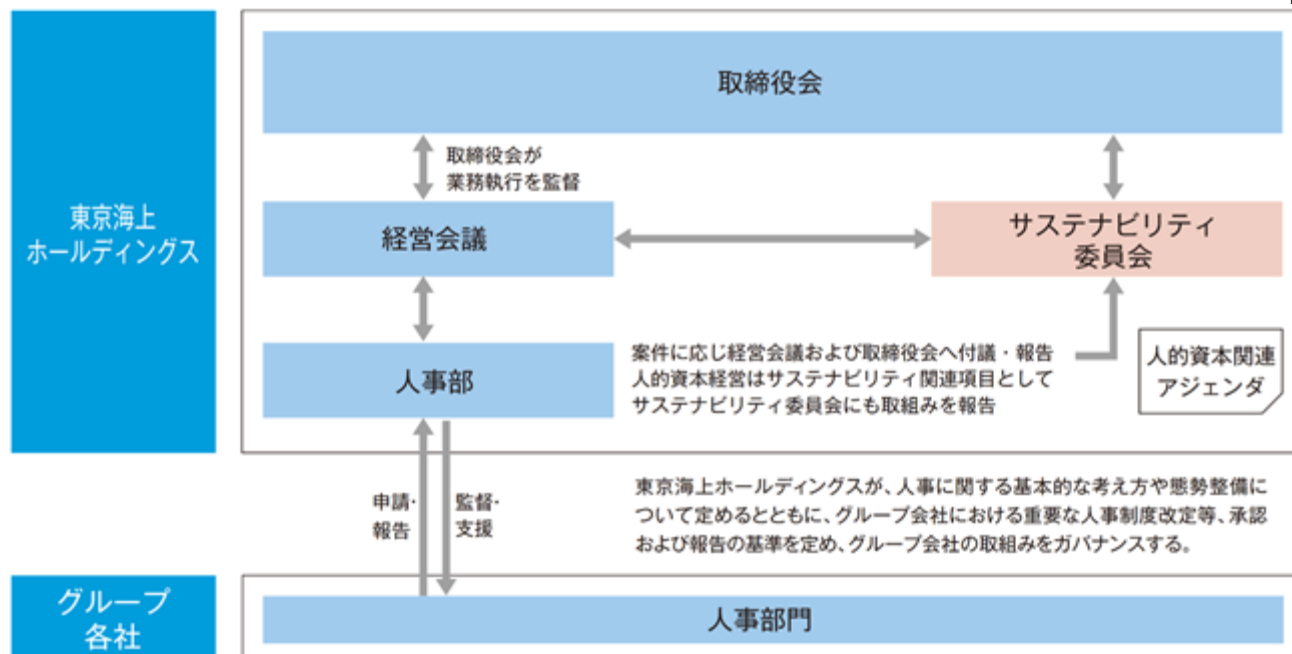 東京海上
ホールディングス
取締役会
取締役会が
業務執行を監督
経営会議
サステナビリティ
委員会
人事部
案件に応じ経営会議および取締役会へ付議・報告
人的資本経営はサステナビリティ関連項目として
サステナビリティ委員会にも取組みを報告
人的資本関連
アジェンダ
申請・
報告
監督・
支援
東京海上ホールディングスが、人事に関する基本的な考え方や態勢整備に
ついて定めるとともに、グループ会社における重要な人事制度改定等、承認
および報告の基準を定め、グループ会社の取組みをガバナンスする。
グループ
各社
人事部門